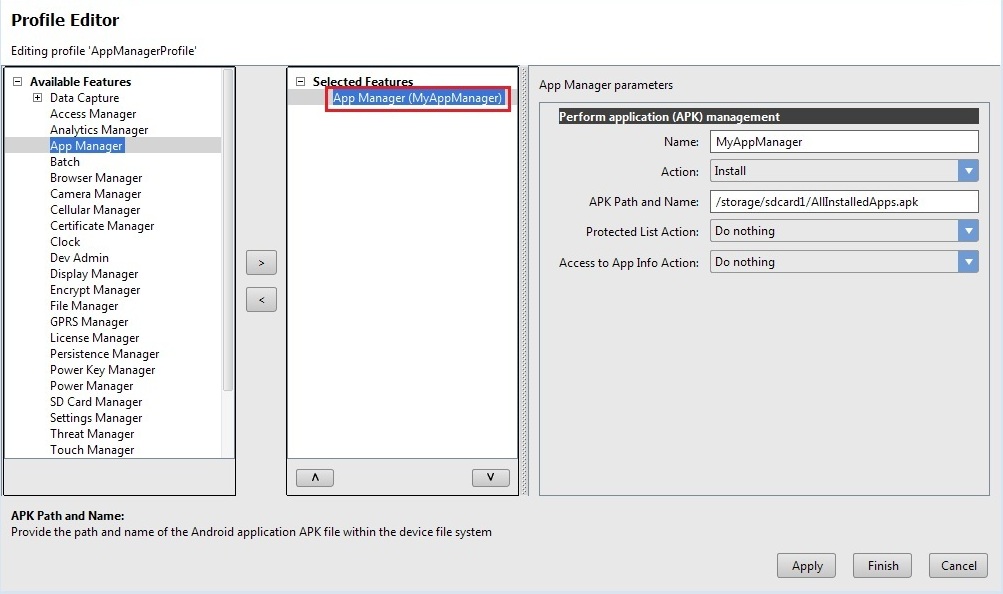 Profile Editor
Editing profile 'AppManagerProfile'
Available Features
Data Capture
Access Manager
Analytics Manager
App Manager
Batch
Browser Manager
Camera Manager
Cellular Manager
Certificate Manager
Clock
Dev Admin
Display Manager
Encrypt Manager
File Manager
GPRS Manager
License Manager
Persistence Manager
Power Key Manager
Power Manager
SD Card Manager
Settings Manager
Threat Manager
Touch Manager
>
<
Selected Features
App Manager (MyAppManager)
App Manager parameters
Perform application (APK) management
Name: MyAppManager
Action: Install
APK Path and Name: /storage/sdcard1/AllInstalledApps.apk
Protected List Action: Do nothing
Access to App Info Action: Do nothing
APK Path and Name:
Provide the path and name of the Android application APK file within the device file system
Apply Finish Cancel